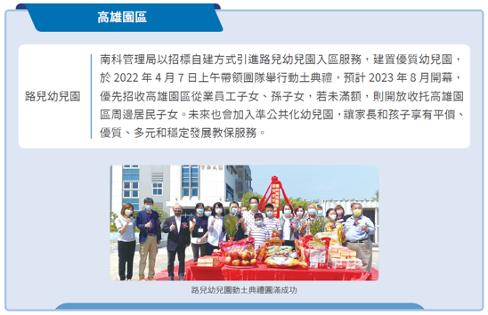 高雄園區
路兒幼兒園
南科管理局以招標自建方式引進路兒幼兒園入區服務，建置優質幼兒園，
於 2022 年 4 月 7 日上午帶領團隊舉行動土典禮，預計 2023 年 8 月開幕，
優先招收高雄園區從業員工子女、孫子女，若未滿額，則開放收托高雄園
區周邊居民子女。未來也會加入準公共化幼兒園，讓家長和孩子享有平價、
優質、多元和穩定發展教保服務。
路兒幼兒園動土典禮圓滿成功